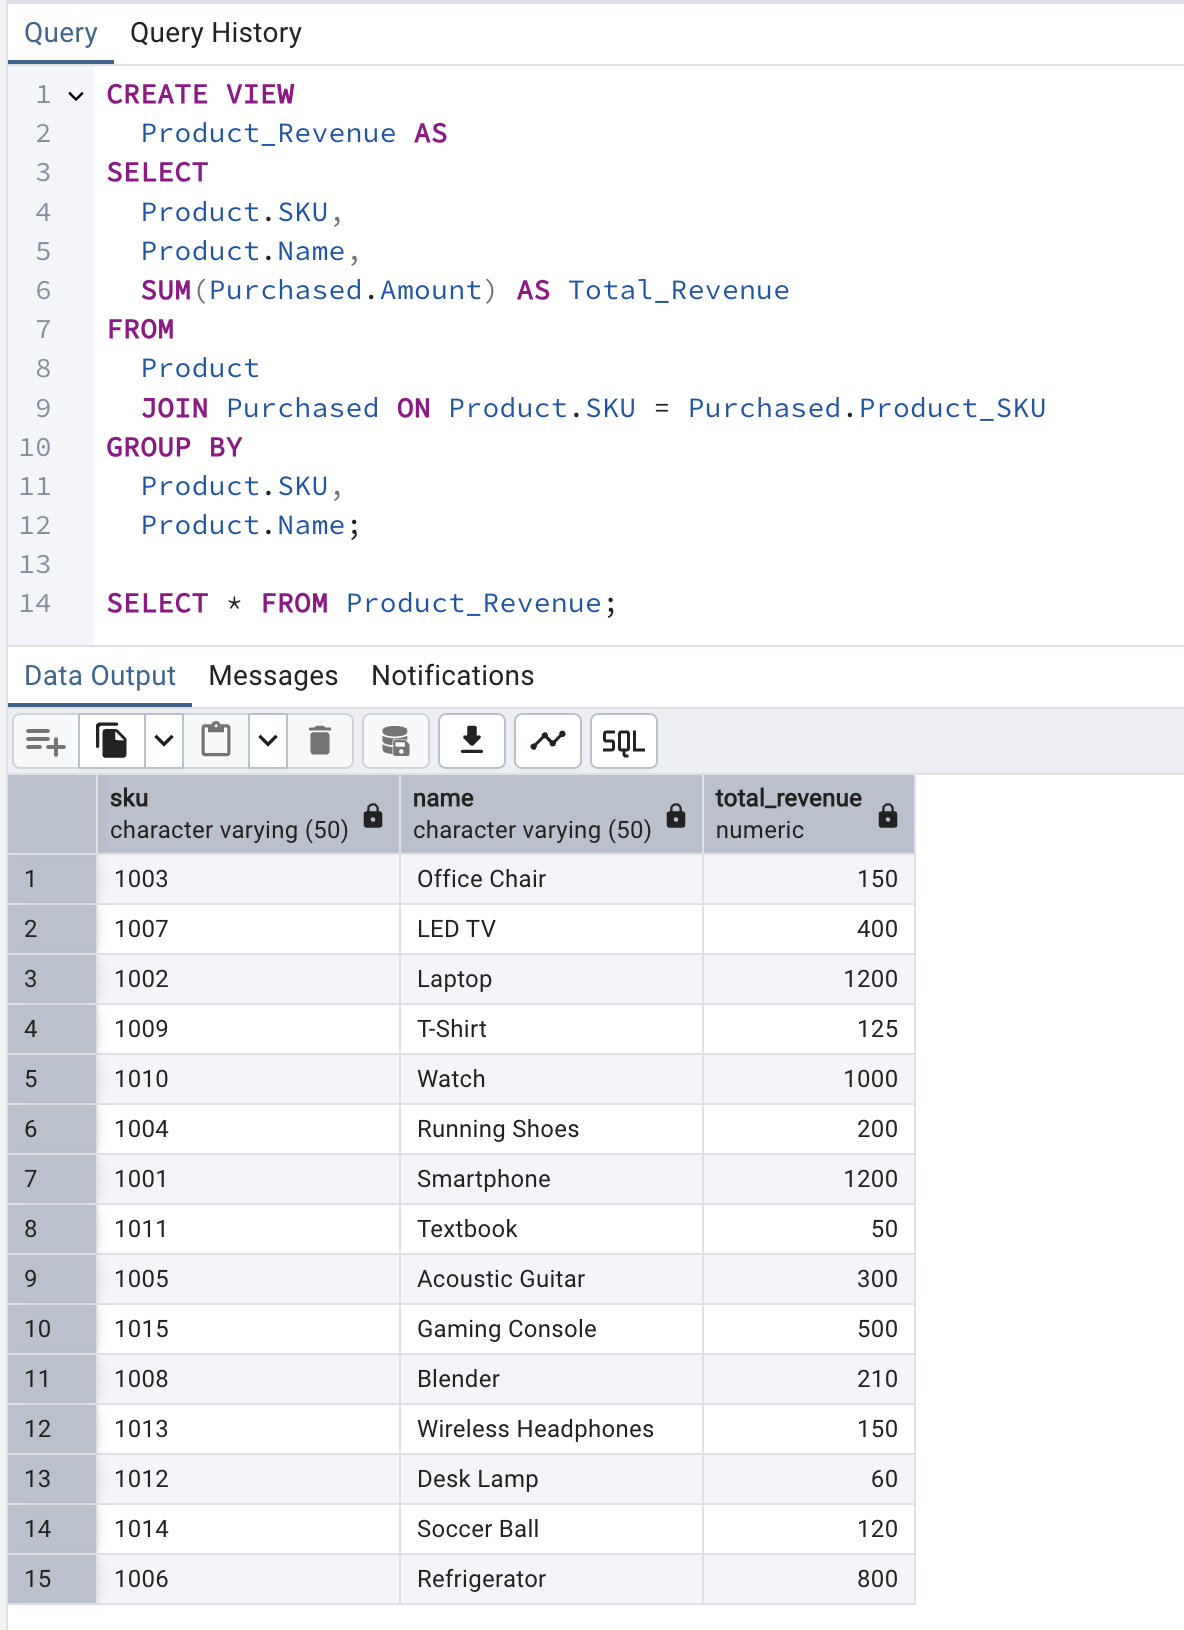 Query Query History
1 CREATE VIEW
2 Product_Revenue AS
3 SELECT
4 Product.SKU,
5 Product.Name,
6 SUM(Purchased.Amount) AS Total_Revenue
7 FROM
8 Product
9 JOIN Purchased ON Product.SKU = Purchased.Product_SKU
10 GROUP BY
11 Product.SKU,
12 Product.Name;
13
14 SELECT * FROM Product_Revenue;
Data Output Messages Notifications
SQL
sku name total_revenue
character varying (50) character varying (50) numeric
1 1003 Office Chair 150
2 1007 LED TV 400
3 1002 Laptop 1200
4 1009 T-Shirt 125
5 1010 Watch 1000
6 1004 Running Shoes 200
7 1001 Smartphone 1200
8 1011 Textbook 50
9 1005 Acoustic Guitar 300
10 1015 Gaming Console 500
11 1008 Blender 210
12 1013 Wireless Headphones 150
13 1012 Desk Lamp 60
14 1014 Soccer Ball 120
15 1006 Refrigerator 800